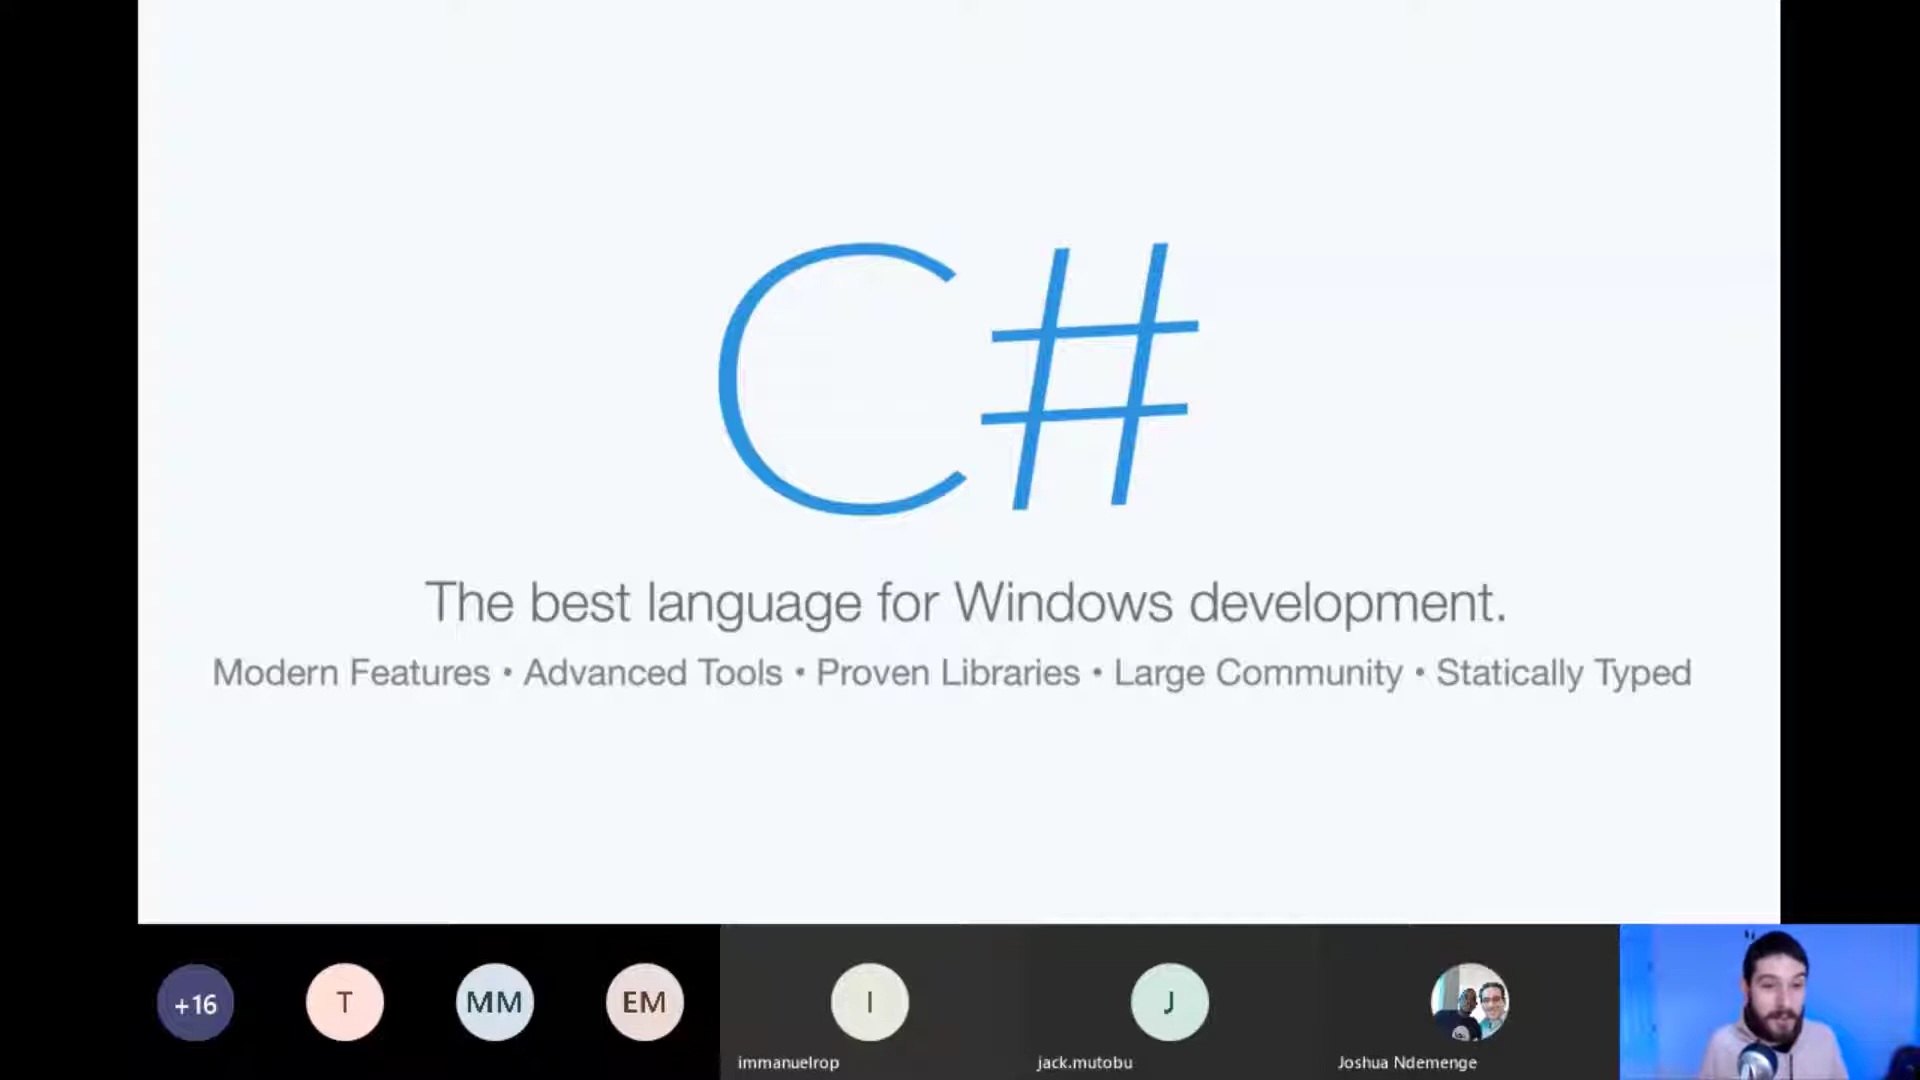 C#
The best language for Windows development.
Modern Features • Advanced Tools • Proven Libraries • Large Community • Statically Typed
+16
T
MM
EM
I
J
immanuelrop
jack.mutobu
Joshua Ndemenge